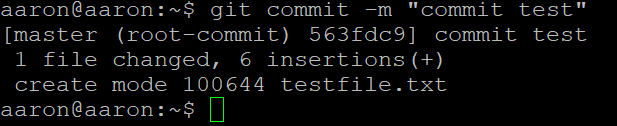 aaron@aaron:~$ git commit -m "commit test"
[master (root-commit) 563fdc9] commit test
 1 file changed, 6 insertions(+)
 create mode 100644 testfile.txt
aaron@aaron:~$